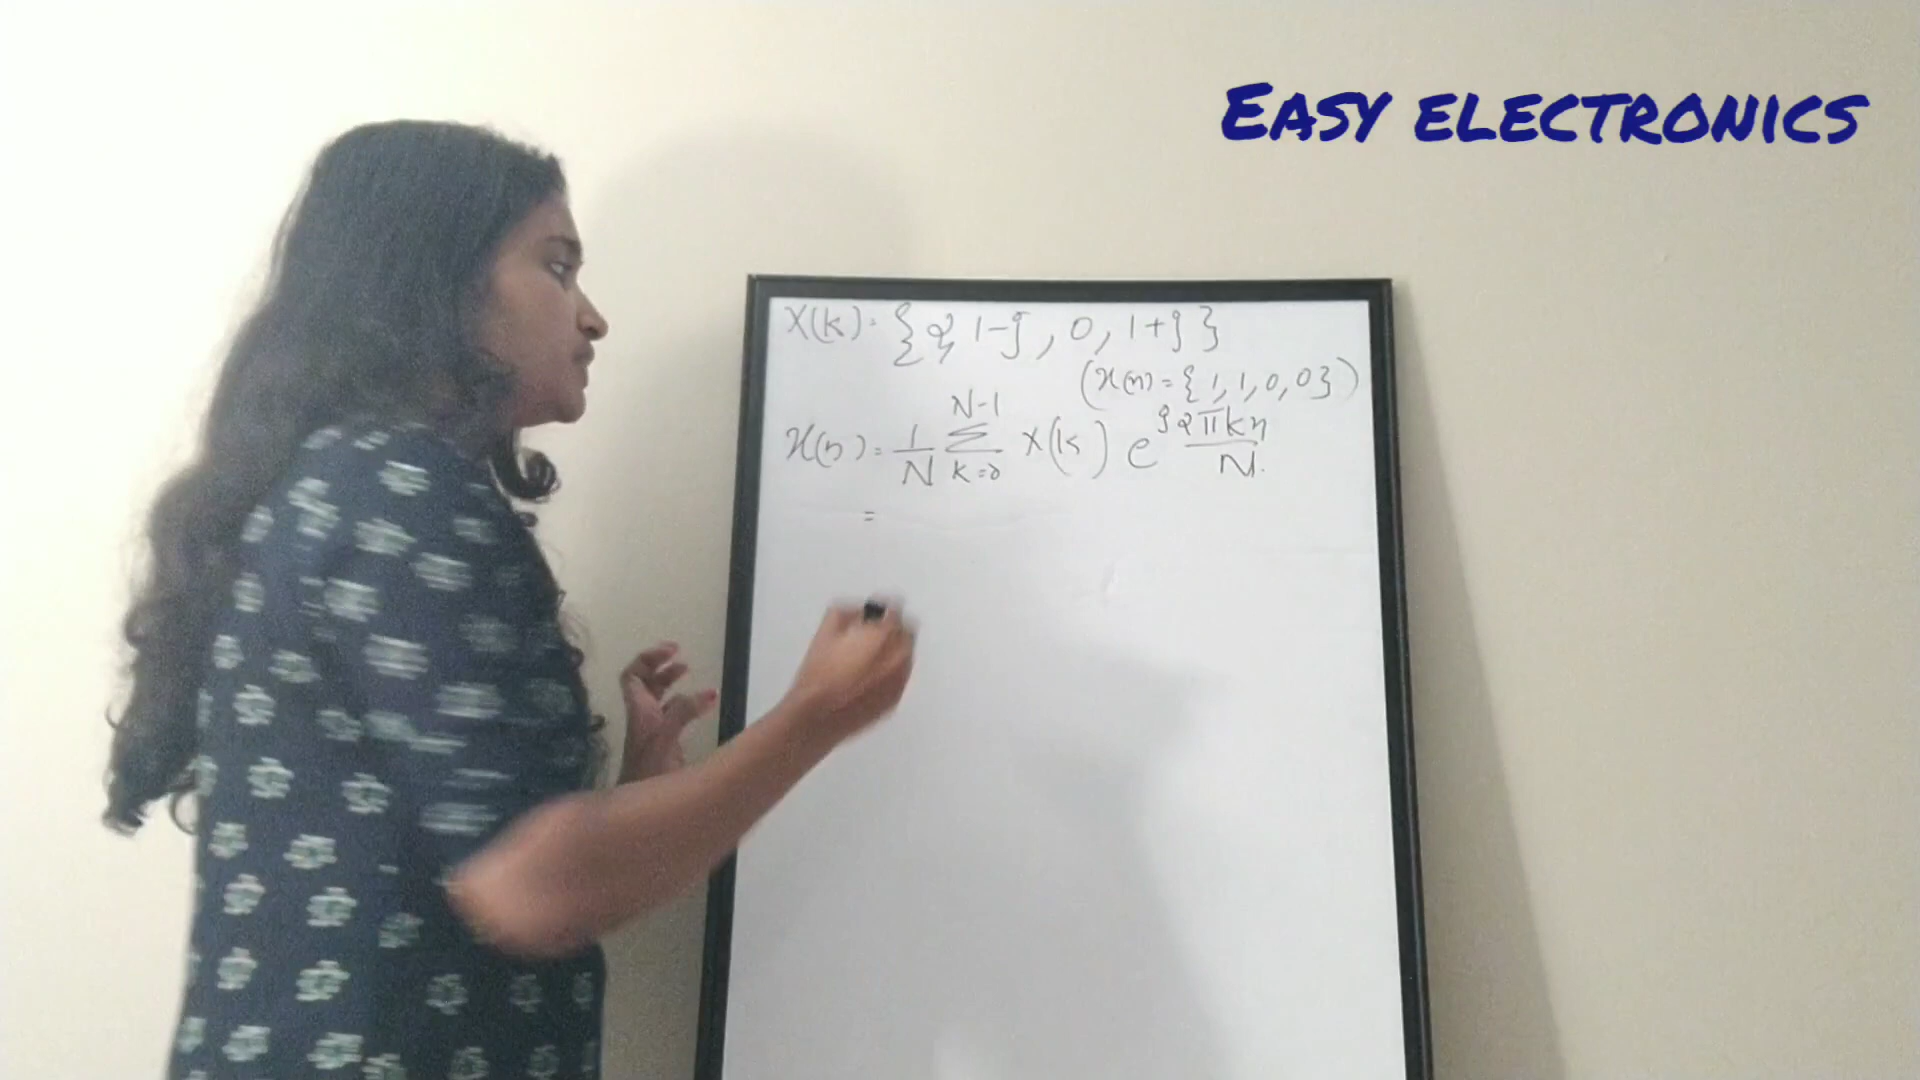 EASY ELECTRONICS
X(k) = {2, 1-j, 0, 1+j}
(x(n) = {1, 1, 0, 0})
x(n) = 1/N Σ_{k=0}^{N-1} X(k) e^{j2πkn/N}
=